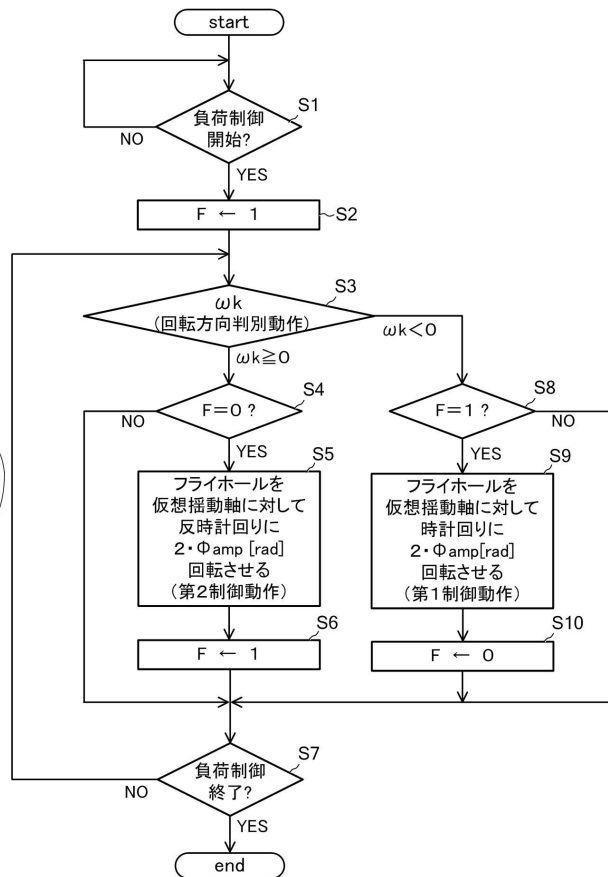 start
負荷制御
開始?
S1
NO
YES
F ← 1
S2
ωk
(回転方向判別動作)
S3
ωk≧0
ωk<0
F=0 ?
S4
NO
YES
F=1 ?
S8
NO
YES
フライホールを
仮想揺動軸に対して
反時計回りに
2・Φamp [rad]
回転させる
(第2制御動作)
S5
フライホールを
仮想揺動軸に対して
時計回りに
2・Φamp[rad]
回転させる
(第1制御動作)
S9
F ← 1
S6
F ← 0
S10
負荷制御
終了?
S7
NO
YES
end